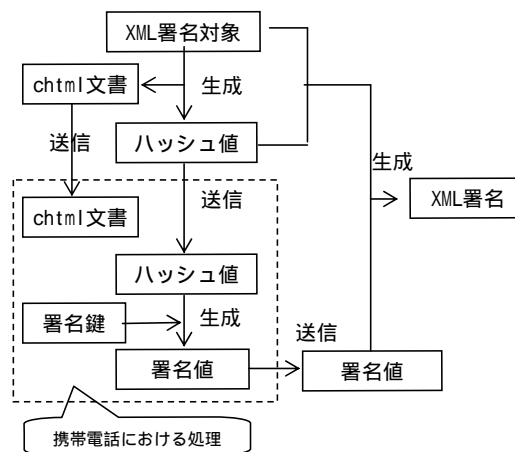 XML署名対象
chtml文書
生成
送信
ハッシュ値
生成
chtml文書
送信
XML署名
ハッシュ値
署名鍵
生成
送信
署名値
署名値
携帯電話における処理